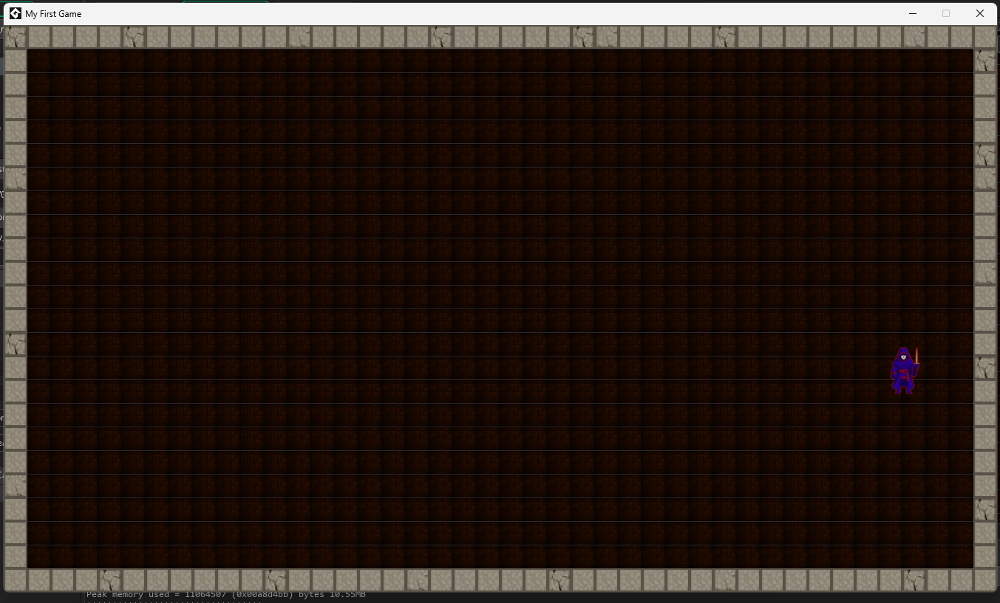 My First Game
Peak memory used = 11064507 (0x00a8d4bb) bytes 10.55MB